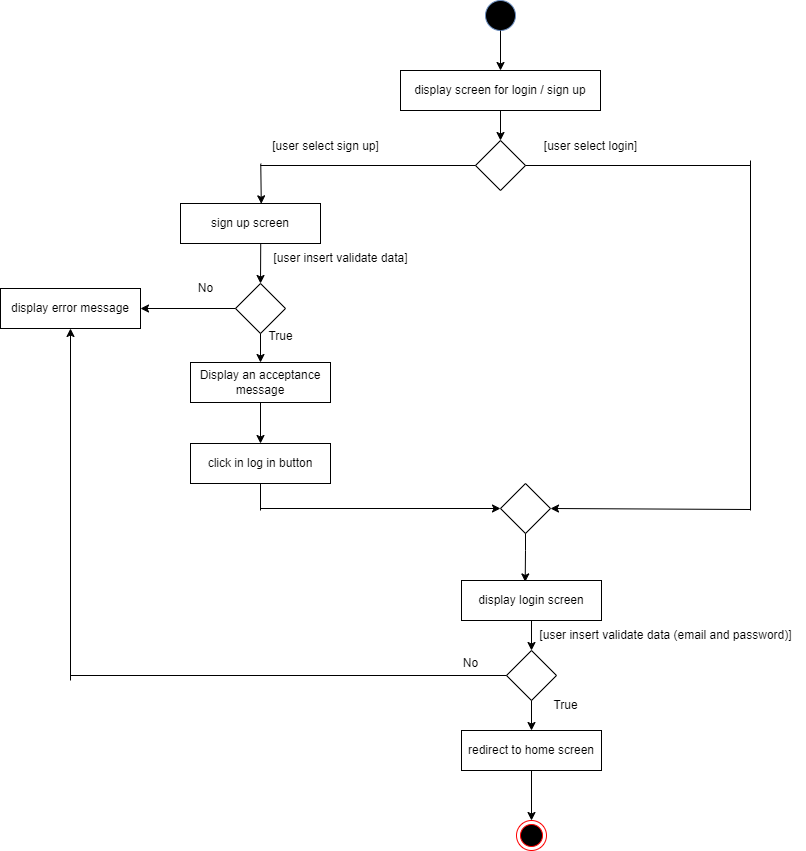 display screen for login / sign up
[user select sign up]
[user select login]
sign up screen
[user insert validate data]
No
display error message
True
Display an acceptance
message
click in log in button
display login screen
[user insert validate data (email and password)]
No
True
redirect to home screen